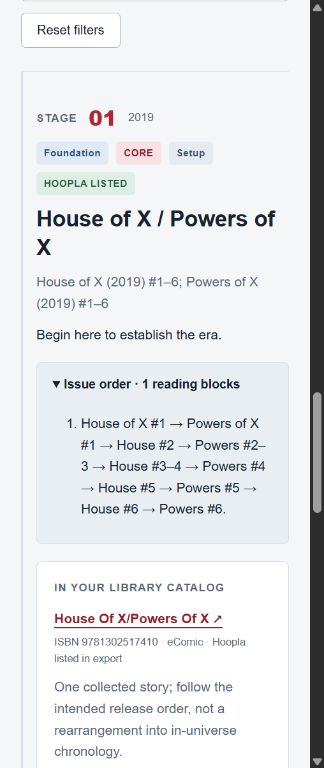 Reset filters
STAGE 01 2019
Foundation CORE Setup
HOOPLA LISTED
House of X / Powers of
X
House of X (2019) #1–6; Powers of X
(2019) #1–6
Begin here to establish the era.
▼ Issue order · 1 reading blocks
1. House of X #1 → Powers of X
#1 → House #2 → Powers #2–
3 → House #3–4 → Powers #4
→ House #5 → Powers #5 →
House #6 → Powers #6.
IN YOUR LIBRARY CATALOG
House Of X/Powers Of X ↗
ISBN 9781302517410 · eComic · Hoopla
listed in export
One collected story; follow the
intended release order, not a
rearrangement into in-universe
chronology.